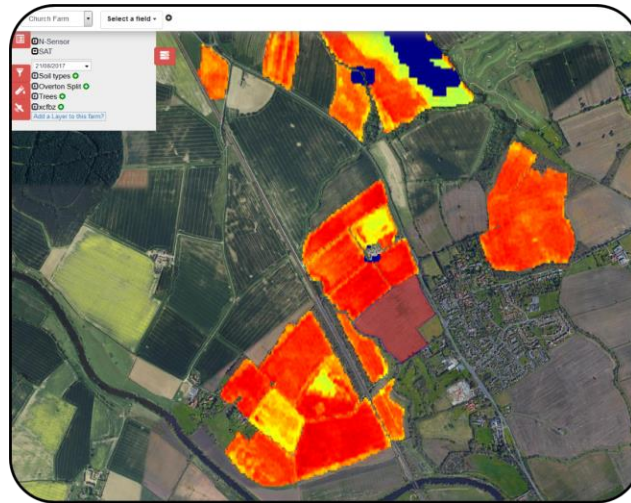 Church Farm
Select a field
N-Sensor
SAT
21/08/2017
Soil types
Overton Split
Trees
xcfbz
Add a Layer to this farm?